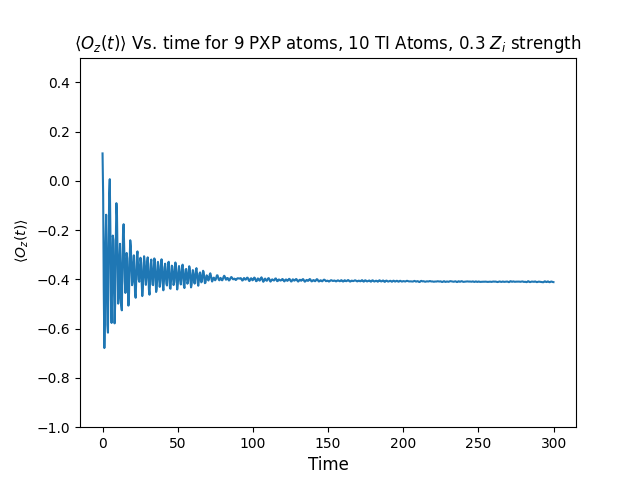 ⟨O_z(t)⟩ Vs. time for 9 PXP atoms, 10 TI Atoms, 0.3 Z_i strength
0.4
0.2
0.0
−0.2
−0.4
−0.6
−0.8
−1.0
⟨O_z(t)⟩
0 50 100 150 200 250 300
Time